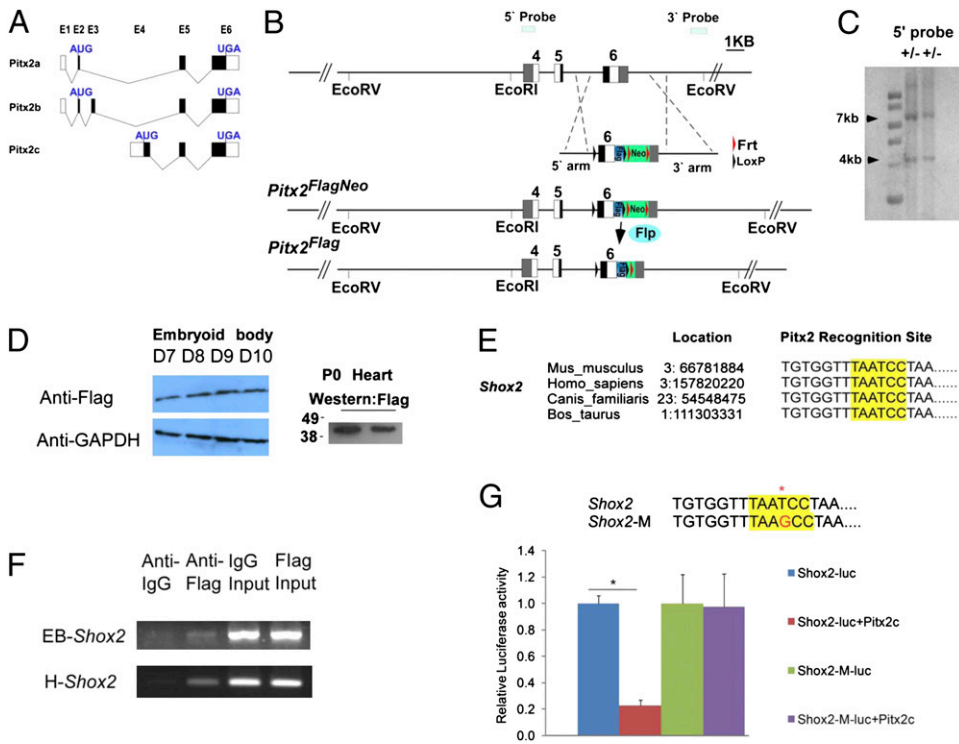 A
E1 E2 E3 E4 E5 E6
AUG UGA
Pitx2a
AUG UGA
Pitx2b
AUG UGA
Pitx2c
B
5` Probe 3` Probe
1KB
4 5 6
EcoRV EcoRI EcoRV
6
Neo
5` arm 3` arm
Frt
LoxP
Pitx2FlagNeo
4 5 6
Neo
EcoRV EcoRI EcoRV
Flp
Pitx2Flag
4 5 6
EcoRV EcoRI EcoRV
C
5' probe
+/- +/-
7kb
4kb
D
Embryoid body
D7 D8 D9 D10
Anti-Flag
Anti-GAPDH
P0 Heart
Western:Flag
49
38
E
Location Pitx2 Recognition Site
Shox2
Mus_musculus 3: 66781884 TGTGGTTTAATCCTAA......
Homo_sapiens 3:157820220 TGTGGTTTAATCCTAA......
Canis_familiaris 23: 54548475 TGTGGTTTAATCCTAA......
Bos_taurus 1:111303331 TGTGGTTTAATCCTAA......
F
Anti-IgG Anti-Flag IgG Input Flag Input
EB-Shox2
H-Shox2
G
*
Shox2 TGTGGTTTAATCCTAA....
Shox2-M TGTGGTTTAAGCCTAA....
Relative Luciferase activity
1.4
1.2
1.0
0.8
0.6
0.4
0.2
0
*
Shox2-luc
Shox2-luc+Pitx2c
Shox2-M-luc
Shox2-M-luc+Pitx2c